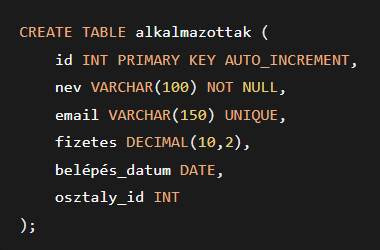 CREATE TABLE alkalmazottak (
id INT PRIMARY KEY AUTO_INCREMENT,
nev VARCHAR(100) NOT NULL,
email VARCHAR(150) UNIQUE,
fizetes DECIMAL(10,2),
belépés_datum DATE,
osztaly_id INT
);